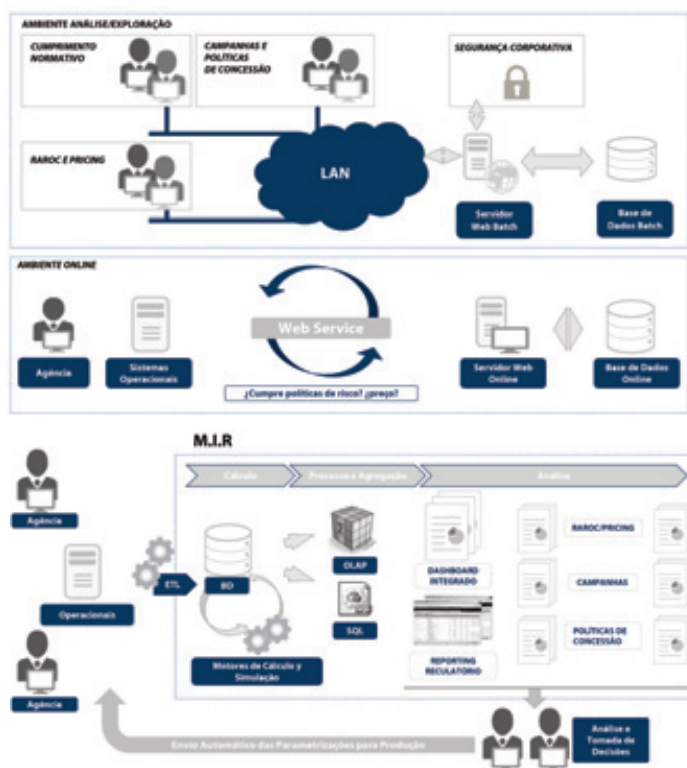 AMBIENTE ANÁLISE/EXPLORAÇÃO
CUMPRIMENTO
NORMATIVO
CAMPANHAS E
POLÍTICAS
DE CONCESSÃO
SEGURANÇA CORPORATIVA
RAROC E PRICING
LAN
Servidor
Web Batch
Base de
Dados Batch
AMBIENTE ONLINE
Web Service
Agência
Sistemas
Operacionais
Servidor Web
Online
Base de Dados
Online
¿Cumpre políticas de risco? ¿preço?
M.I.R
Cálculo
Processo e Agregação
Análise
Agência
Operacionais
Agência
ETL
BD
Motores de Cálculo y
Simulação
OLAP
SQL
DASHBOARD
INTEGRADO
REPORTING
RECULATÓRIO
RAROC/PRICING
CAMPANHAS
POLÍTICAS DE
CONCESSÃO
Envio Automático das Parametrizações para Produção
Análise e
Tomada de
Decisões